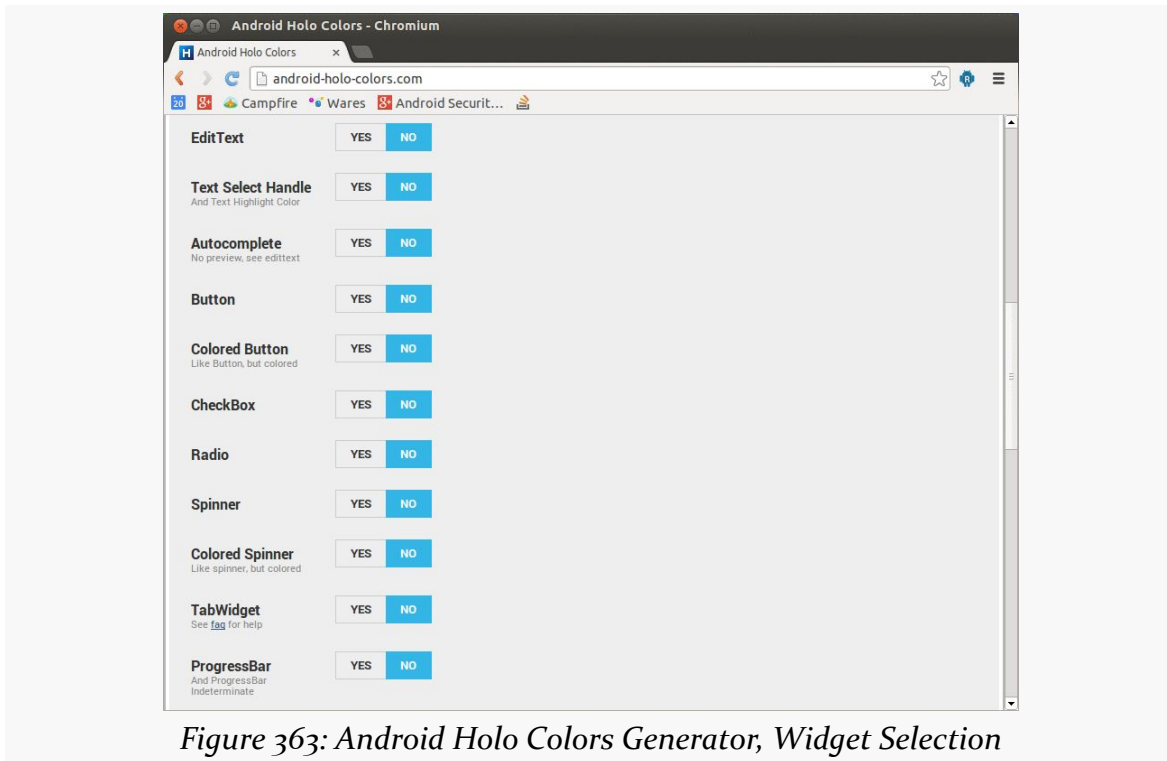 Android Holo Colors - Chromium
H Android Holo Colors ×
android-holo-colors.com
20 8+ Campfire Wares 8+ Android Securit...
EditText YES NO
Text Select Handle YES NO
And Text Highlight Color
Autocomplete YES NO
No preview, see edittext
Button YES NO
Colored Button YES NO
Like Button, but colored
CheckBox YES NO
Radio YES NO
Spinner YES NO
Colored Spinner YES NO
Like spinner, but colored
TabWidget YES NO
See faq for help
ProgressBar YES NO
And ProgressBar
Indeterminate
Figure 363: Android Holo Colors Generator, Widget Selection